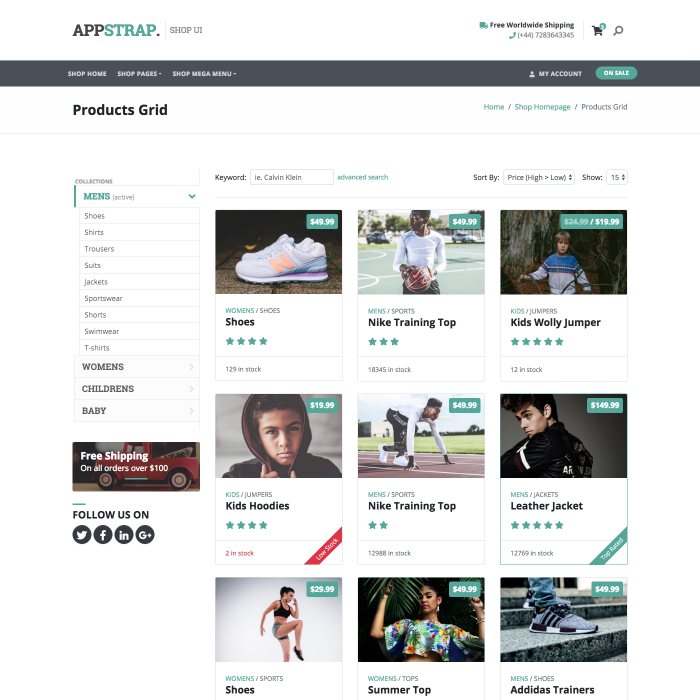 APPSTRAP. SHOP UI
Free Worldwide Shipping
(+44) 7283643345
3
SHOP HOME SHOP PAGES SHOP MEGA MENU
MY ACCOUNT ON SALE
Products Grid
Home / Shop Homepage / Products Grid
COLLECTIONS
MENS (active)
Shoes
Shirts
Trousers
Suits
Jackets
Sportswear
Shorts
Swimwear
T-shirts
WOMENS
CHILDRENS
BABY
Free Shipping
On all orders over $100
FOLLOW US ON
Keyword: ie. Calvin Klein advanced search
Sort By: Price (High > Low) Show: 15
$49.99
WOMENS / SHOES
Shoes
129 in stock
$49.99
MENS / SPORTS
Nike Training Top
18345 in stock
$24.99 / $19.99
KIDS / JUMPERS
Kids Wolly Jumper
12 in stock
$19.99
KIDS / JUMPERS
Kids Hoodies
2 in stock
Low Stock
$49.99
MENS / SPORTS
Nike Training Top
12988 in stock
$149.99
MENS / JACKETS
Leather Jacket
12769 in stock
Top Rated
$29.99
WOMENS / SPORTS
Shoes
$49.99
WOMENS / TOPS
Summer Top
$49.99
MENS / SHOES
Addidas Trainers